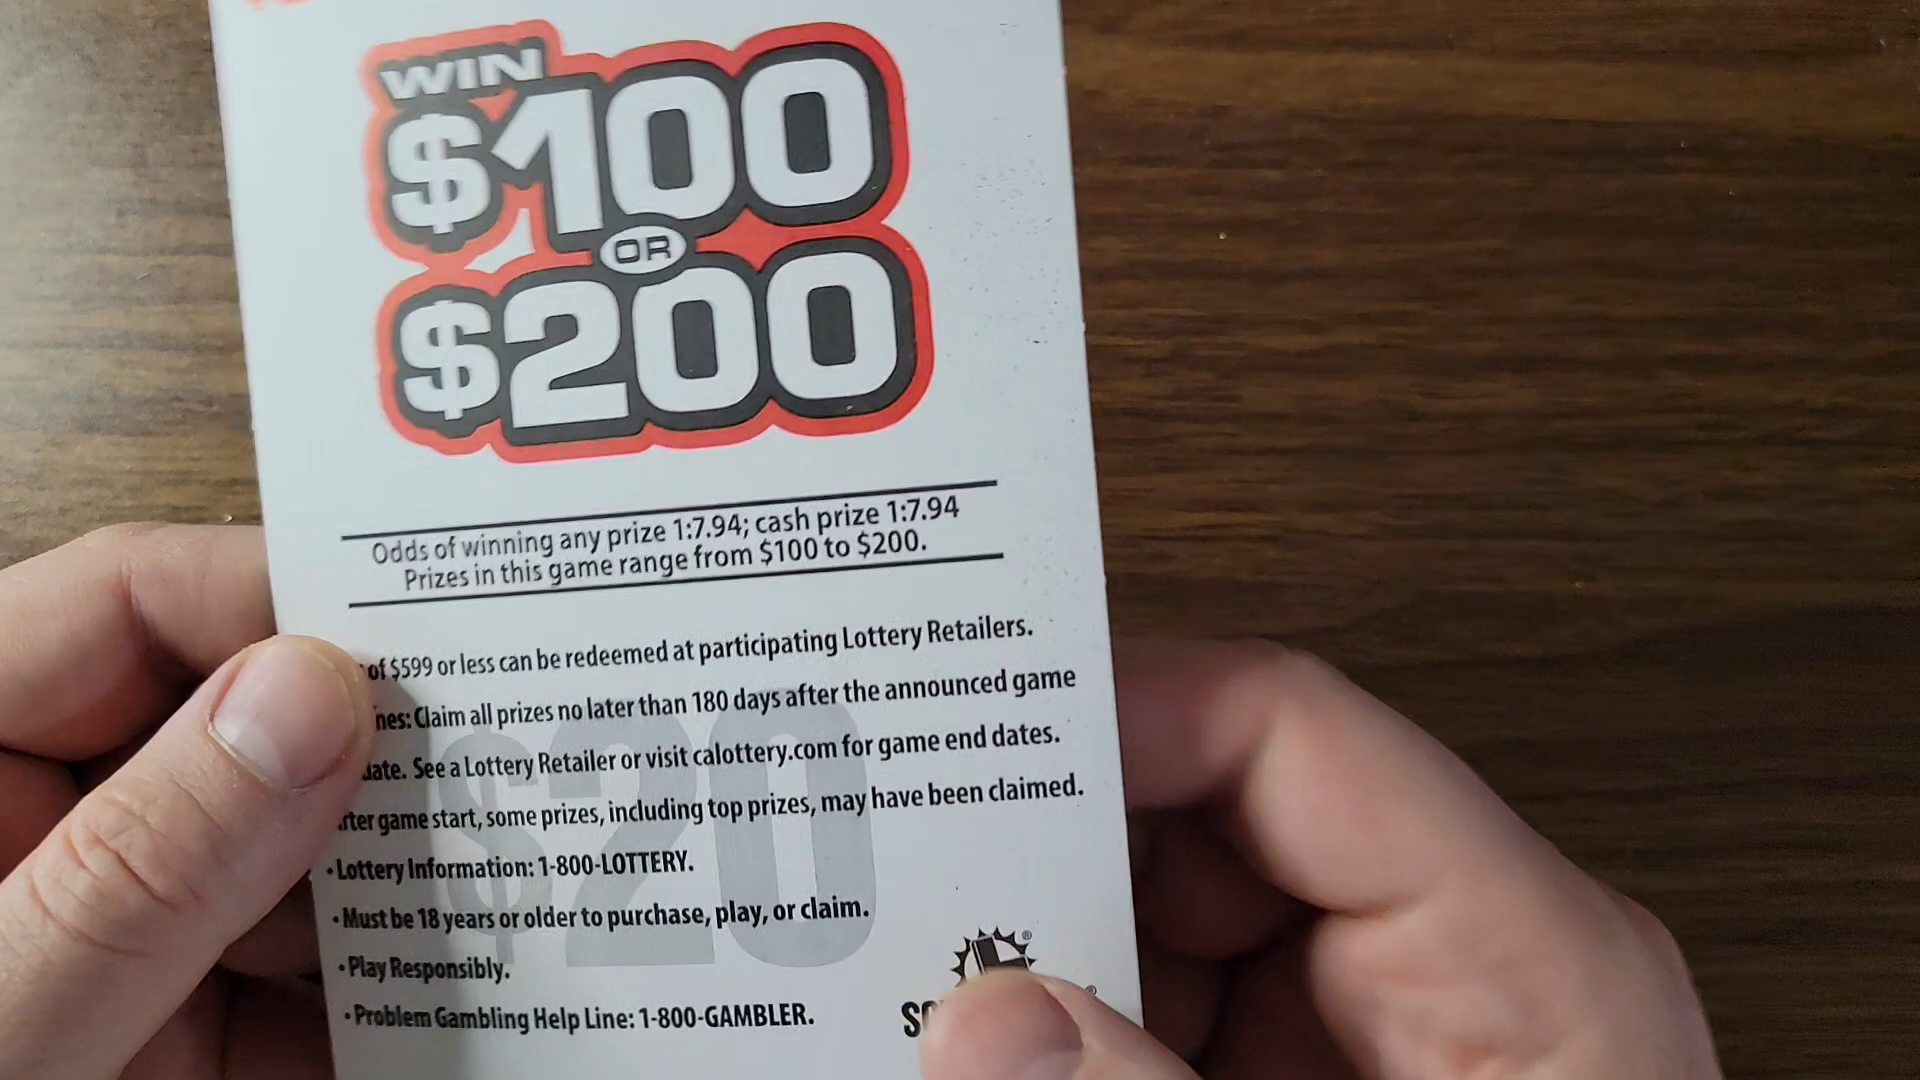 WIN
$100
OR
$200
Odds of winning any prize 1:7.94; cash prize 1:7.94
Prizes in this game range from $100 to $200.
of $599 or less can be redeemed at participating Lottery Retailers.
Claim all prizes no later than 180 days after the announced game
See a Lottery Retailer or visit calottery.com for game end dates.
game start, some prizes, including top prizes, may have been claimed.
• Lottery Information: 1-800-LOTTERY.
• Must be 18 years or older to purchase, play, or claim.
• Play Responsibly.
• Problem Gambling Help Line: 1-800-GAMBLER.
$20